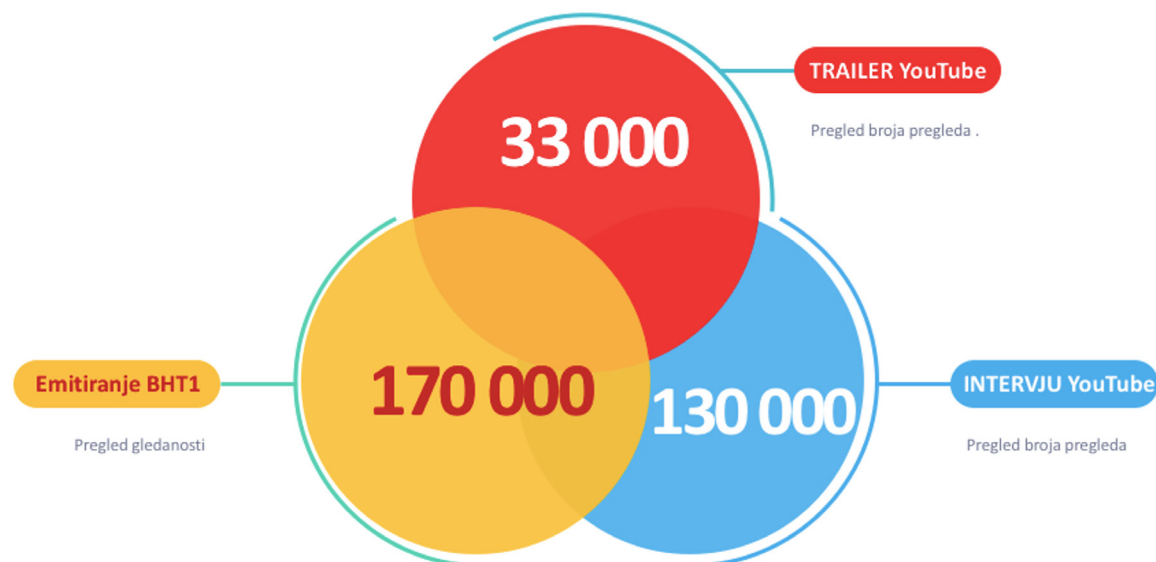 TRAILER YouTube
33 000
Pregled broja pregleda .
Emitiranje BHT1
170 000
130 000
INTERVJU YouTube
Pregled gledanosti
Pregled broja pregleda